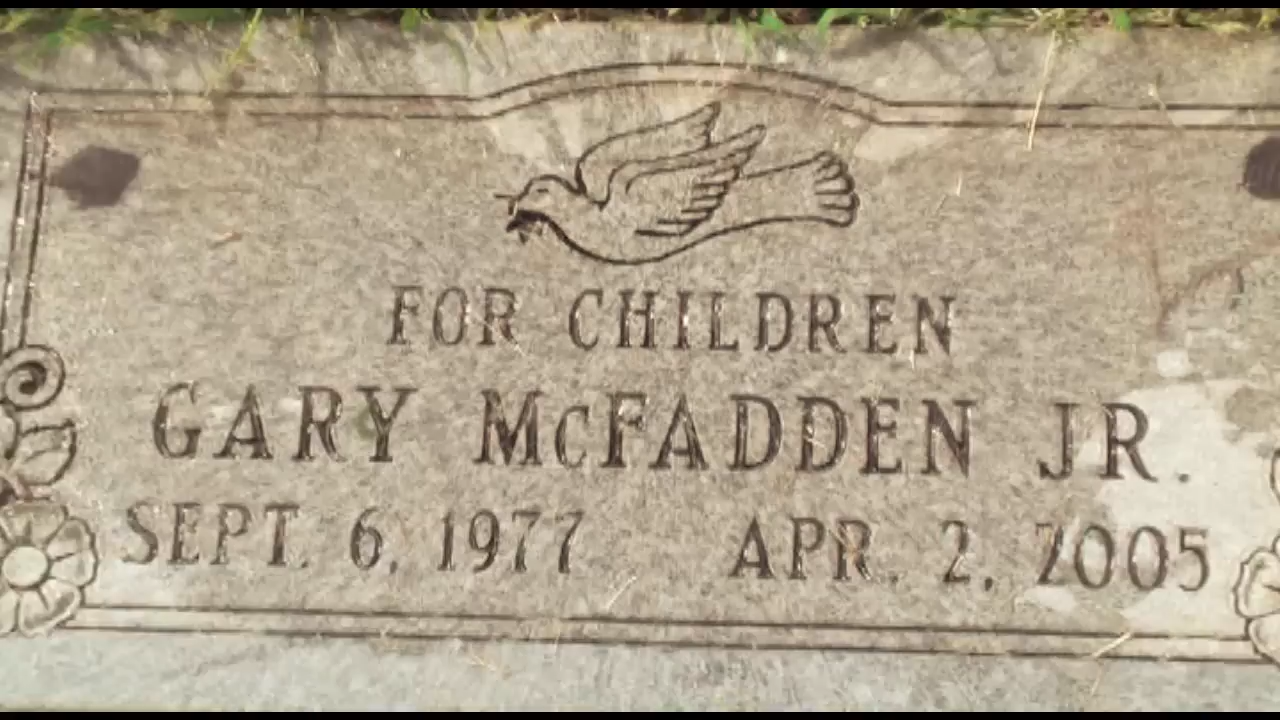 FOR CHILDREN
GARY McFADDEN JR.
SEPT. 6, 1977 APR. 2, 2005